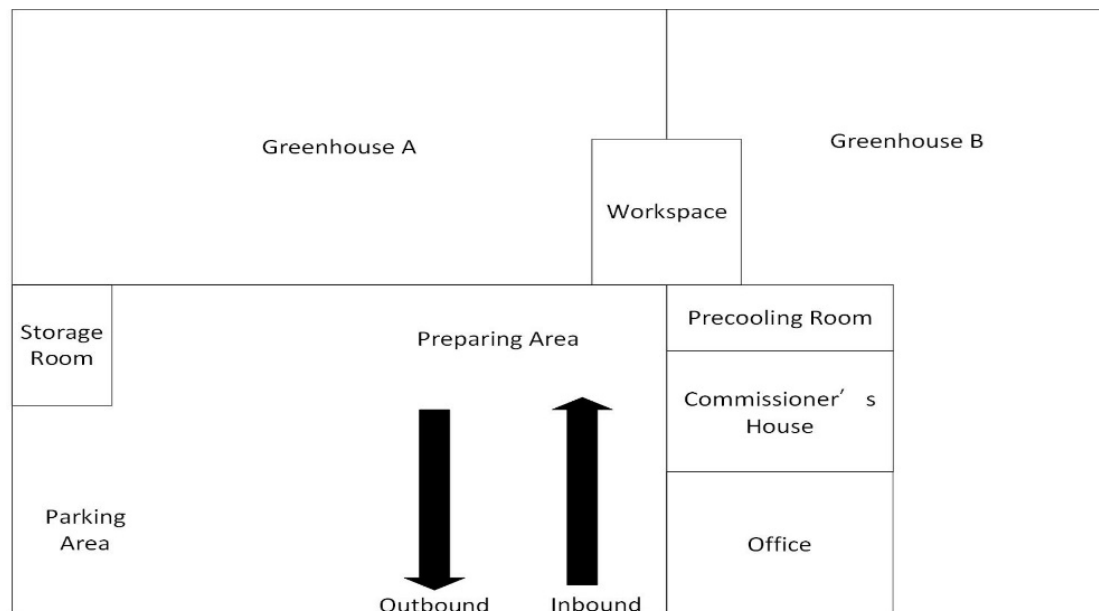 Greenhouse A
Greenhouse B
Workspace
Storage
Room
Preparing Area
Precooling Room
Commissioner’s
House
Parking
Area
Office
Outbound
Inbound